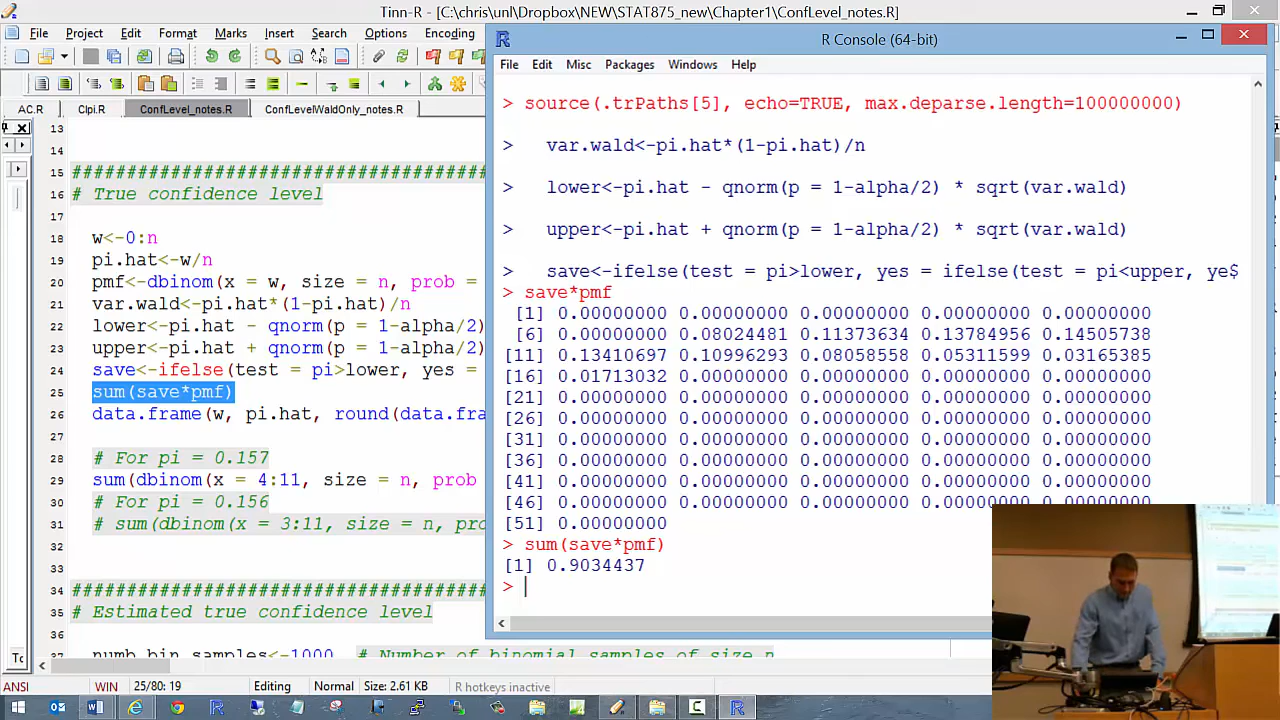 Tinn-R - [C:\chris\unl\Dropbox\NEW\STAT875_new\Chapter1\ConfLevel_notes.R]
File Project Edit Format Marks Insert Search Options Encoding
AC.R Clpi.R ConfLevel_notes.R ConfLevelWaldOnly_notes.R
13
14
15 ######################################
16 # True confidence level
17
18 w<-0:n
19 pi.hat<-w/n
20 pmf<-dbinom(x = w, size = n, prob =
21 var.wald<-pi.hat*(1-pi.hat)/n
22 lower<-pi.hat - qnorm(p = 1-alpha/2)
23 upper<-pi.hat + qnorm(p = 1-alpha/2)
24 save<-ifelse(test = pi>lower, yes =
25 sum(save*pmf)
26 data.frame(w, pi.hat, round(data.fra
27
28 # For pi = 0.157
29 sum(dbinom(x = 4:11, size = n, prob
30 # For pi = 0.156
31 # sum(dbinom(x = 3:11, size = n, pro
32
33
34 ######################################
35 # Estimated true confidence level
36
37 numb.bin.samples<-1000 # Number of binomial samples of size n
To
ANSI WIN 25/80: 19 Editing Normal Size: 2.61 KB R hotkeys inactive
R Console (64-bit)
File Edit Misc Packages Windows Help
> source(.trPaths[5], echo=TRUE, max.deparse.length=100000000)
> var.wald<-pi.hat*(1-pi.hat)/n
> lower<-pi.hat - qnorm(p = 1-alpha/2) * sqrt(var.wald)
> upper<-pi.hat + qnorm(p = 1-alpha/2) * sqrt(var.wald)
> save<-ifelse(test = pi>lower, yes = ifelse(test = pi<upper, ye$
> save*pmf
[1] 0.00000000 0.00000000 0.00000000 0.00000000 0.00000000
[6] 0.00000000 0.08024481 0.11373634 0.13784956 0.14505738
[11] 0.13410697 0.10996293 0.08058558 0.05311599 0.03165385
[16] 0.01713032 0.00000000 0.00000000 0.00000000 0.00000000
[21] 0.00000000 0.00000000 0.00000000 0.00000000 0.00000000
[26] 0.00000000 0.00000000 0.00000000 0.00000000 0.00000000
[31] 0.00000000 0.00000000 0.00000000 0.00000000 0.00000000
[36] 0.00000000 0.00000000 0.00000000 0.00000000 0.00000000
[41] 0.00000000 0.00000000 0.00000000 0.00000000 0.00000000
[46] 0.00000000 0.00000000 0.00000000 0.00000000 0.00000000
[51] 0.00000000
> sum(save*pmf)
[1] 0.9034437
>